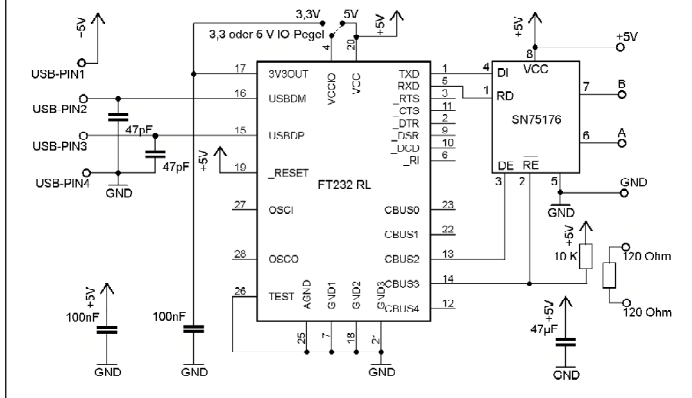 3,3V
5V
3,3 oder 5 V IO Pegel
+5V
4
20
+5V
8
+5V
USB-PIN1
17
3V3OUT
VCCIO
VCC
TXD
1
4
DI
VCC
RXD
5
1
RD
7
B
USB-PIN2
16
USBDM
_RTS
3
SN75176
_CTS
11
47pF
_DTR
2
USB-PIN3
15
USBDP
_DSR
9
6
A
_DCD
10
47pF
+5V
_RI
6
DE
RE
USB-PIN4
19
_RESET
3
2
5
GND
GND
FT232 RL
27
OSCI
CBUS0
23
GND
CBUS1
22
+5V
28
OSCO
CBUS2
13
10 K
120 Ohm
26
TEST
CBUS3
14
+5V
AGND
GND1
GND2
GND3
CBUS4
12
+5V
120 Ohm
100nF
100nF
47µF
25
7
18
21
GND
GND
GND
GND